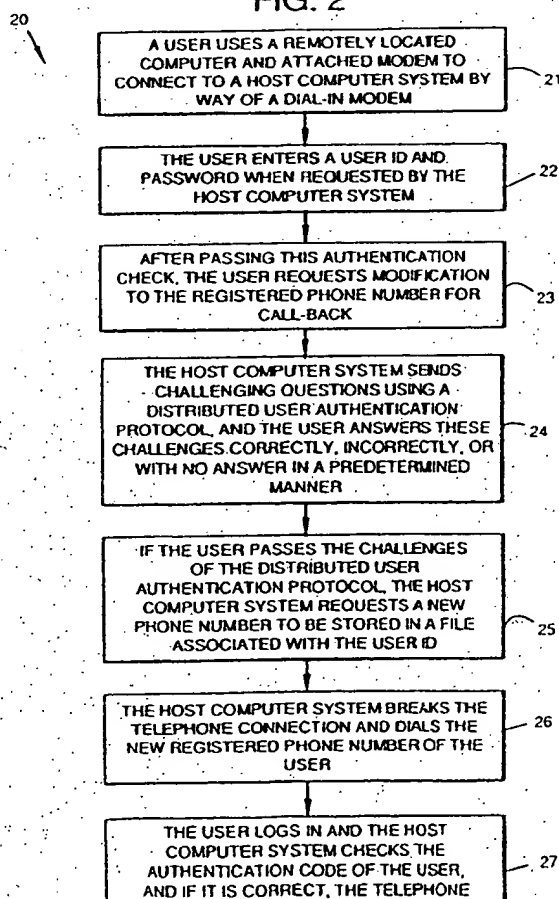 FIG. 2
20
A USER USES A REMOTELY LOCATED
COMPUTER AND ATTACHED MODEM TO
CONNECT TO A HOST COMPUTER SYSTEM BY
WAY OF A DIAL-IN MODEM
21
THE USER ENTERS A USER ID AND
PASSWORD WHEN REQUESTED BY THE
HOST COMPUTER SYSTEM
22
AFTER PASSING THIS AUTHENTICATION
CHECK, THE USER REQUESTS MODIFICATION
TO THE REGISTERED PHONE NUMBER FOR
CALL-BACK
23
THE HOST COMPUTER SYSTEM SENDS
CHALLENGING QUESTIONS USING A
DISTRIBUTED USER AUTHENTICATION
PROTOCOL, AND THE USER ANSWERS THESE
CHALLENGES CORRECTLY, INCORRECTLY, OR
WITH NO ANSWER IN A PREDETERMINED
MANNER
24
IF THE USER PASSES THE CHALLENGES
OF THE DISTRIBUTED USER
AUTHENTICATION PROTOCOL, THE HOST
COMPUTER SYSTEM REQUESTS A NEW
PHONE NUMBER TO BE STORED IN A FILE
ASSOCIATED WITH THE USER ID
25
THE HOST COMPUTER SYSTEM BREAKS THE
TELEPHONE CONNECTION AND DIALS THE
NEW REGISTERED PHONE NUMBER OF THE
USER
26
THE USER LOGS IN AND THE HOST
COMPUTER SYSTEM CHECKS THE
AUTHENTICATION CODE OF THE USER,
AND IF IT IS CORRECT, THE TELEPHONE
27